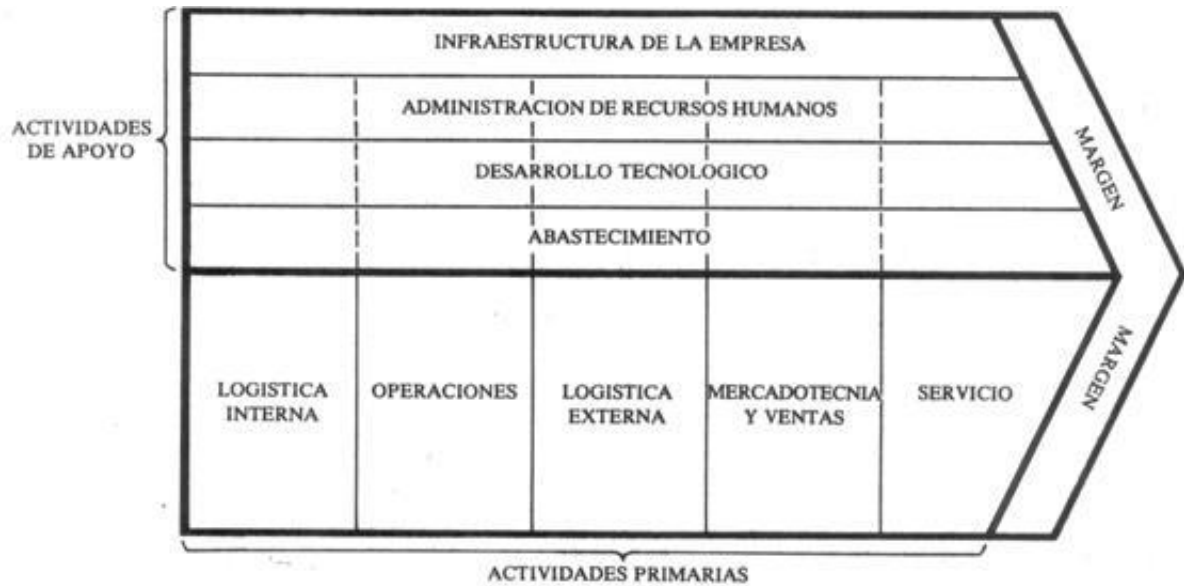 INFRAESTRUCTURA DE LA EMPRESA
ADMINISTRACION DE RECURSOS HUMANOS
ACTIVIDADES
DE APOYO
DESARROLLO TECNOLOGICO
ABASTECIMIENTO
MARGEN
LOGISTICA
INTERNA
OPERACIONES
LOGISTICA
EXTERNA
MERCADOTECNIA
Y VENTAS
SERVICIO
MARGEN
ACTIVIDADES PRIMARIAS